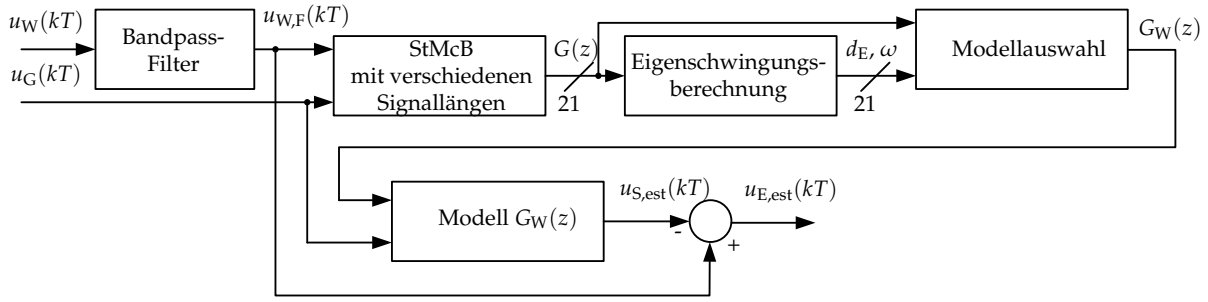 u_W(kT)
Bandpass-
Filter
u_W,F(kT)
u_G(kT)
StMcB
mit verschiedenen
Signallängen
G(z)
21
Eigenschwingungs-
berechnung
d_E, ω
21
Modellauswahl
G_W(z)
Modell G_W(z)
u_S,est(kT)
-
+
u_E,est(kT)